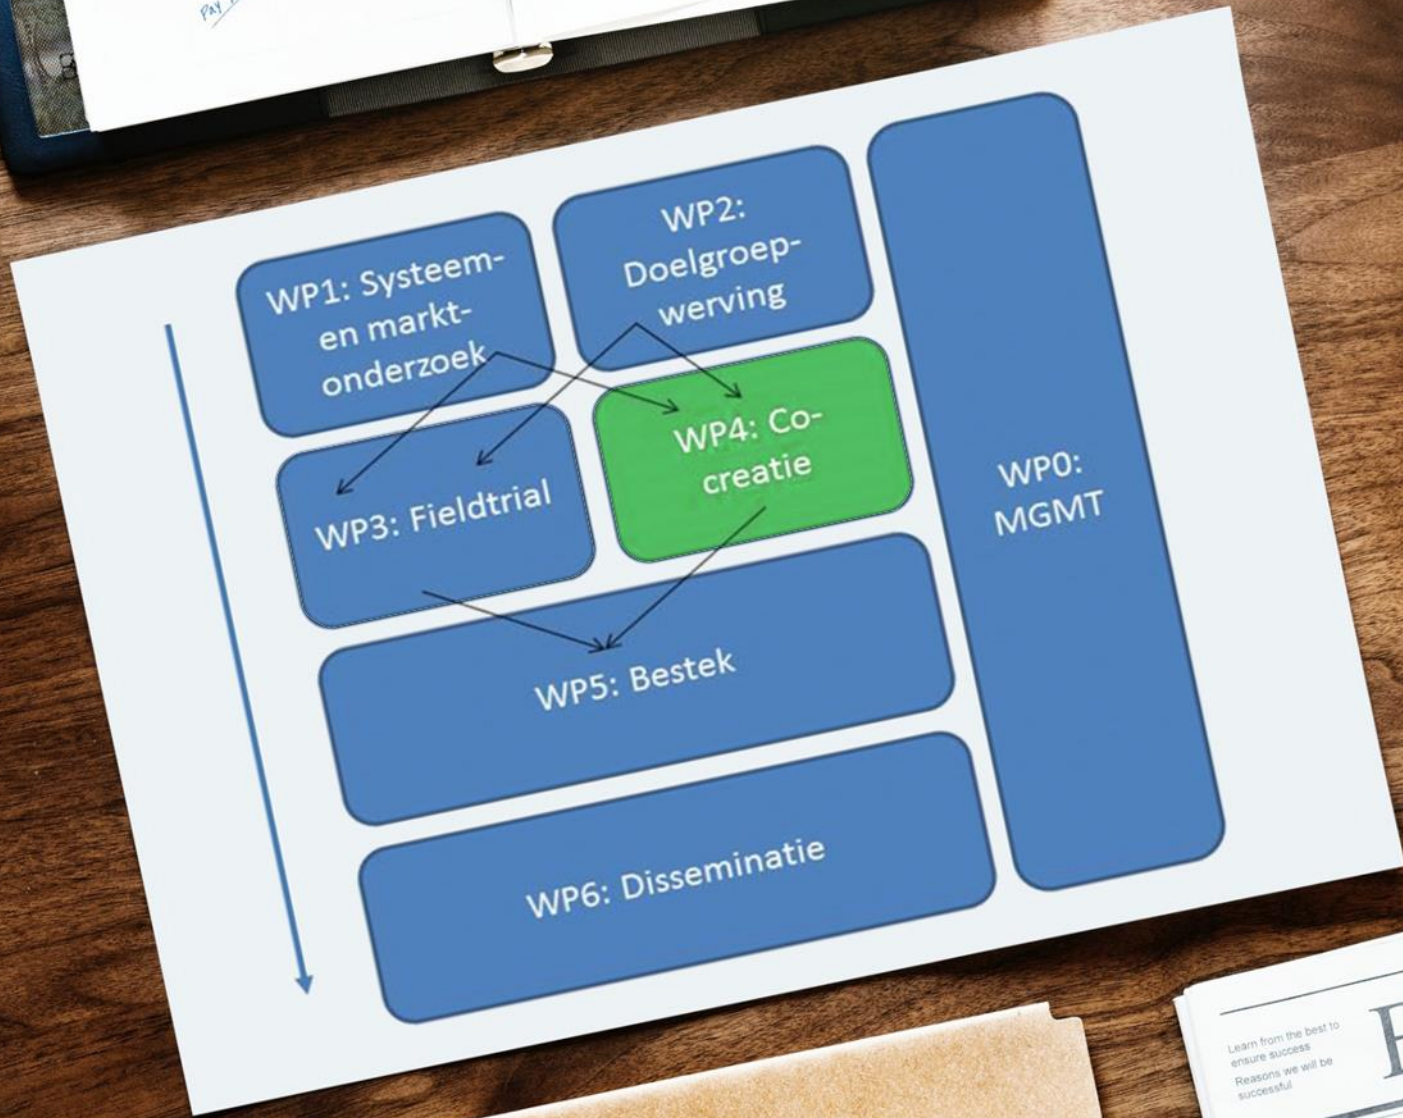 Pay
WP1: Systeem-
en markt-
onderzoek
WP2:
Doelgroep-
werving
WP3: Fieldtrial
WP4: Co-
creatie
WP5: Bestek
WP6: Disseminatie
WP0:
MGMT
Learn from the best to
ensure success
Reasons we will be
successful